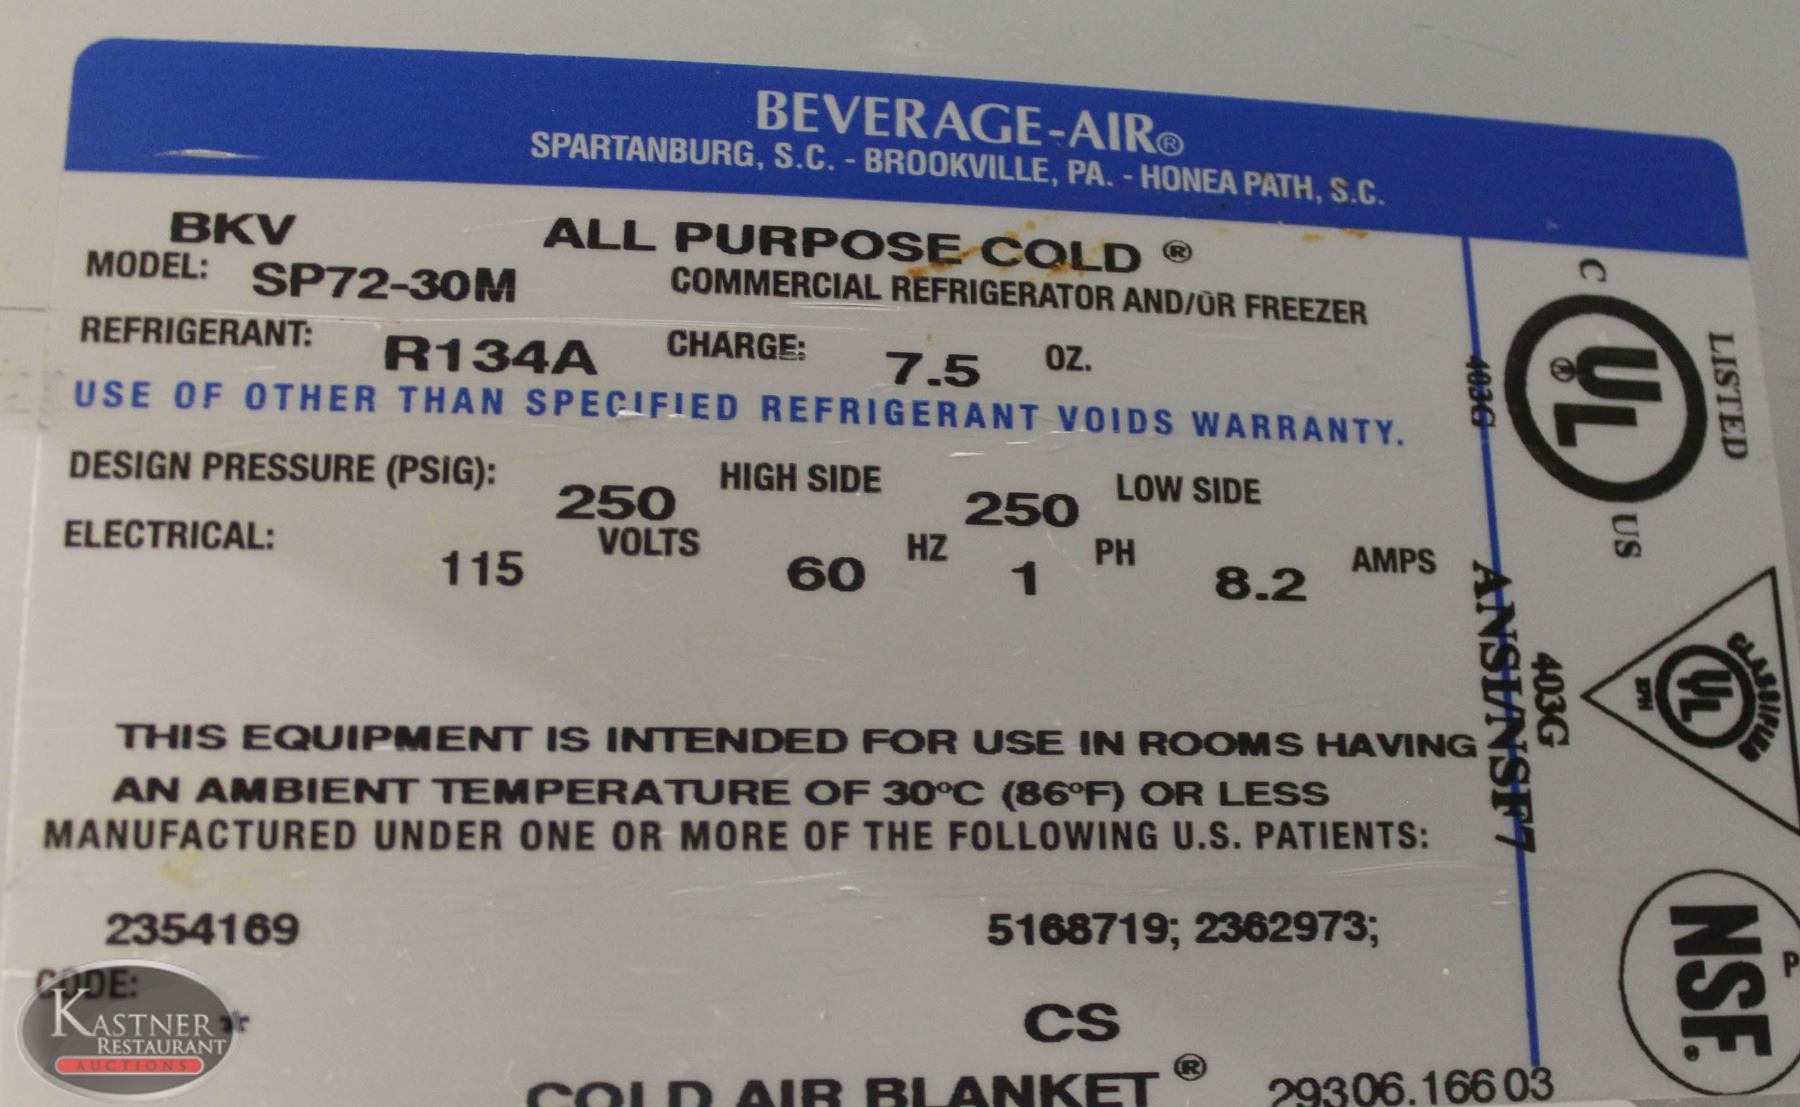 BEVERAGE-AIR®
SPARTANBURG, S.C. - BROOKVILLE, PA. - HONEA PATH, S.C.
BKV
ALL PURPOSE COLD ®
MODEL: SP72-30M
COMMERCIAL REFRIGERATOR AND/OR FREEZER
REFRIGERANT: R134A CHARGE: 7.5 OZ.
USE OF OTHER THAN SPECIFIED REFRIGERANT VOIDS WARRANTY.
DESIGN PRESSURE (PSIG): 250 HIGH SIDE 250 LOW SIDE
ELECTRICAL: 115 VOLTS 60 HZ 1 PH 8.2 AMPS
THIS EQUIPMENT IS INTENDED FOR USE IN ROOMS HAVING
AN AMBIENT TEMPERATURE OF 30°C (86°F) OR LESS
MANUFACTURED UNDER ONE OR MORE OF THE FOLLOWING U.S. PATIENTS:
2354169 5168719; 2362973;
CODE:
*
CS
COLD AIR BLANKET ® 29306.16603
C UL ® US
LISTED
403G
ANSI/NSF7
403G
CLASSIFIED
UL
EPH
NSF®
P
KASTNER
RESTAURANT
AUCTIONS